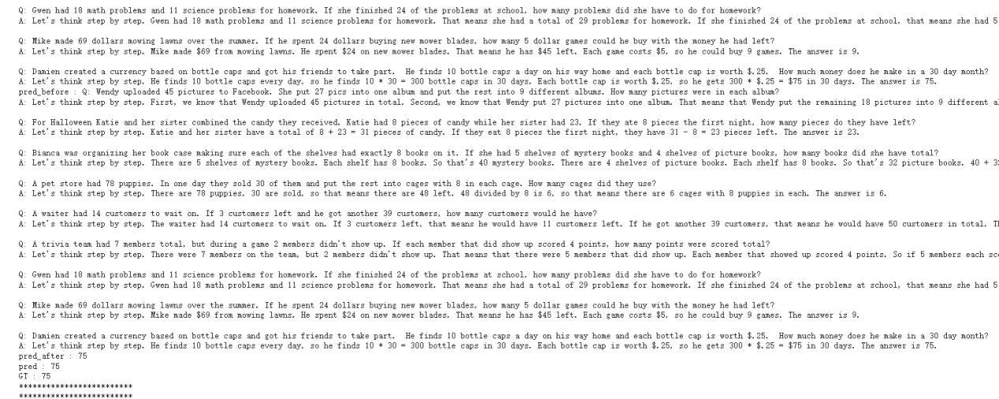 Q: Gwen had 18 math problems and 11 science problems for homework. If she finished 24 of the problems at school, how many problems did she have to do for homework?
A: Let's think step by step. Gwen had 18 math problems and 11 science problems for homework. That means she had a total of 29 problems for homework. If she finished 24 of the problems at school, that means she had 5
Q: Mike made 69 dollars mowing lawns over the summer. If he spent 24 dollars buying new mower blades, how many 5 dollar games could he buy with the money he had left?
A: Let's think step by step. Mike made $69 from mowing lawns. He spent $24 on new mower blades. That means he has $45 left. Each game costs $5, so he could buy 9 games. The answer is 9.
Q: Damien created a currency based on bottle caps and got his friends to take part.  He finds 10 bottle caps a day on his way home and each bottle cap is worth $.25.  How much money does he make in a 30 day month?
A: Let's think step by step. He finds 10 bottle caps every day, so he finds 10 * 30 = 300 bottle caps in 30 days. Each bottle cap is worth $.25, so he gets 300 * $.25 = $75 in 30 days. The answer is 75.
pred_before : Q: Wendy uploaded 45 pictures to Facebook. She put 27 pics into one album and put the rest into 9 different albums. How many pictures were in each album?
A: Let's think step by step. First, we know that Wendy uploaded 45 pictures in total. Second, we know that Wendy put 27 pictures into one album. That means that Wendy put the remaining 18 pictures into 9 different a
Q: For Halloween Katie and her sister combined the candy they received. Katie had 8 pieces of candy while her sister had 23. If they ate 8 pieces the first night, how many pieces do they have left?
A: Let's think step by step. Katie and her sister have a total of 8 + 23 = 31 pieces of candy. If they eat 8 pieces the first night, they have 31 - 8 = 23 pieces left. The answer is 23.
Q: Bianca was organizing her book case making sure each of the shelves had exactly 8 books on it. If she had 5 shelves of mystery books and 4 shelves of picture books, how many books did she have total?
A: Let's think step by step. There are 5 shelves of mystery books. Each shelf has 8 books. So that's 40 mystery books. There are 4 shelves of picture books. Each shelf has 8 books. So that's 32 picture books. 40 + 32
Q: A pet store had 78 puppies. In one day they sold 30 of them and put the rest into cages with 8 in each cage. How many cages did they use?
A: Let's think step by step. There are 78 puppies. 30 are sold, so that means there are 48 left. 48 divided by 8 is 6, so that means there are 6 cages with 8 puppies in each. The answer is 6.
Q: A waiter had 14 customers to wait on. If 3 customers left and he got another 39 customers, how many customers would he have?
A: Let's think step by step. The waiter had 14 customers to wait on. If 3 customers left, that means he would have 11 customers left. If he got another 39 customers, that means he would have 50 customers in total. Th
Q: A trivia team had 7 members total, but during a game 2 members didn't show up. If each member that did show up scored 4 points, how many points were scored total?
A: Let's think step by step. There were 7 members on the team, but 2 members didn't show up. That means that there were 5 members that did show up. Each member that showed up scored 4 points. So if 5 members each sco
Q: Gwen had 18 math problems and 11 science problems for homework. If she finished 24 of the problems at school, how many problems did she have to do for homework?
A: Let's think step by step. Gwen had 18 math problems and 11 science problems for homework. That means she had a total of 29 problems for homework. If she finished 24 of the problems at school, that means she had 5
Q: Mike made 69 dollars mowing lawns over the summer. If he spent 24 dollars buying new mower blades, how many 5 dollar games could he buy with the money he had left?
A: Let's think step by step. Mike made $69 from mowing lawns. He spent $24 on new mower blades. That means he has $45 left. Each game costs $5, so he could buy 9 games. The answer is 9.
Q: Damien created a currency based on bottle caps and got his friends to take part.  He finds 10 bottle caps a day on his way home and each bottle cap is worth $.25.  How much money does he make in a 30 day month?
A: Let's think step by step. He finds 10 bottle caps every day, so he finds 10 * 30 = 300 bottle caps in 30 days. Each bottle cap is worth $.25, so he gets 300 * $.25 = $75 in 30 days. The answer is 75.
pred_after : 75
pred : 75
GT : 75
*************************
*************************